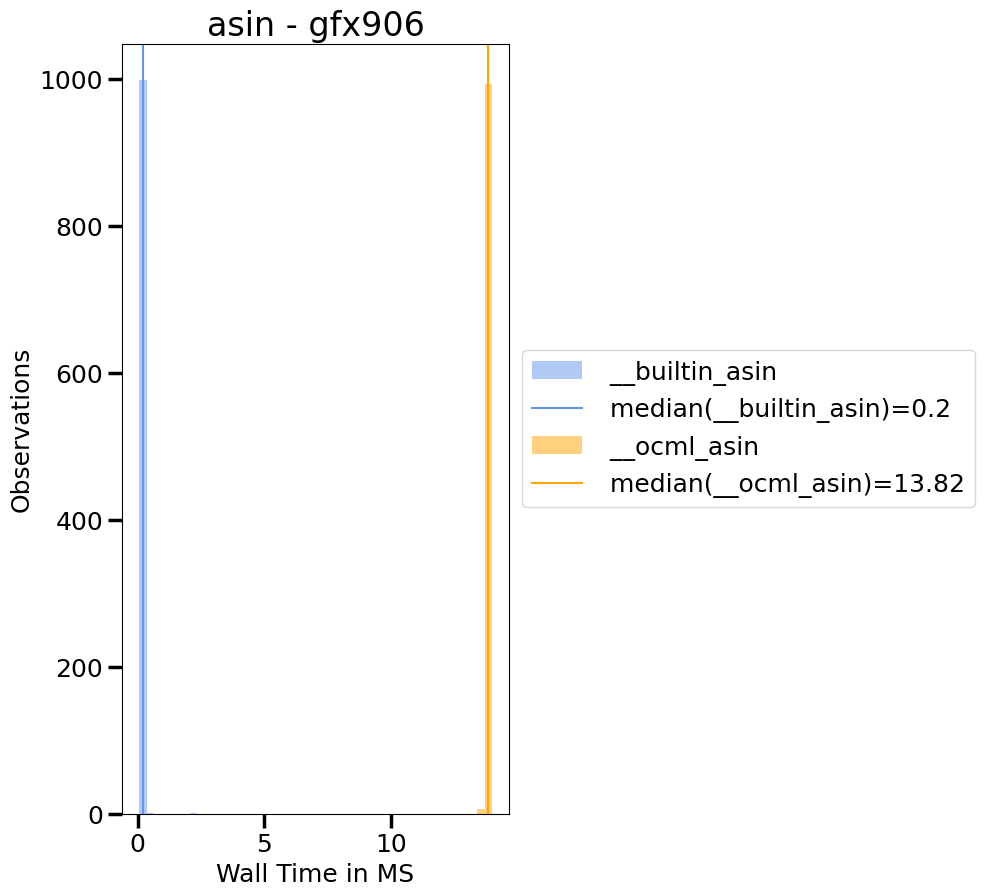 asin - gfx906
1000
800
600
400
200
0
Observations
0 5 10
Wall Time in MS
__builtin_asin
median(__builtin_asin)=0.2
__ocml_asin
median(__ocml_asin)=13.82